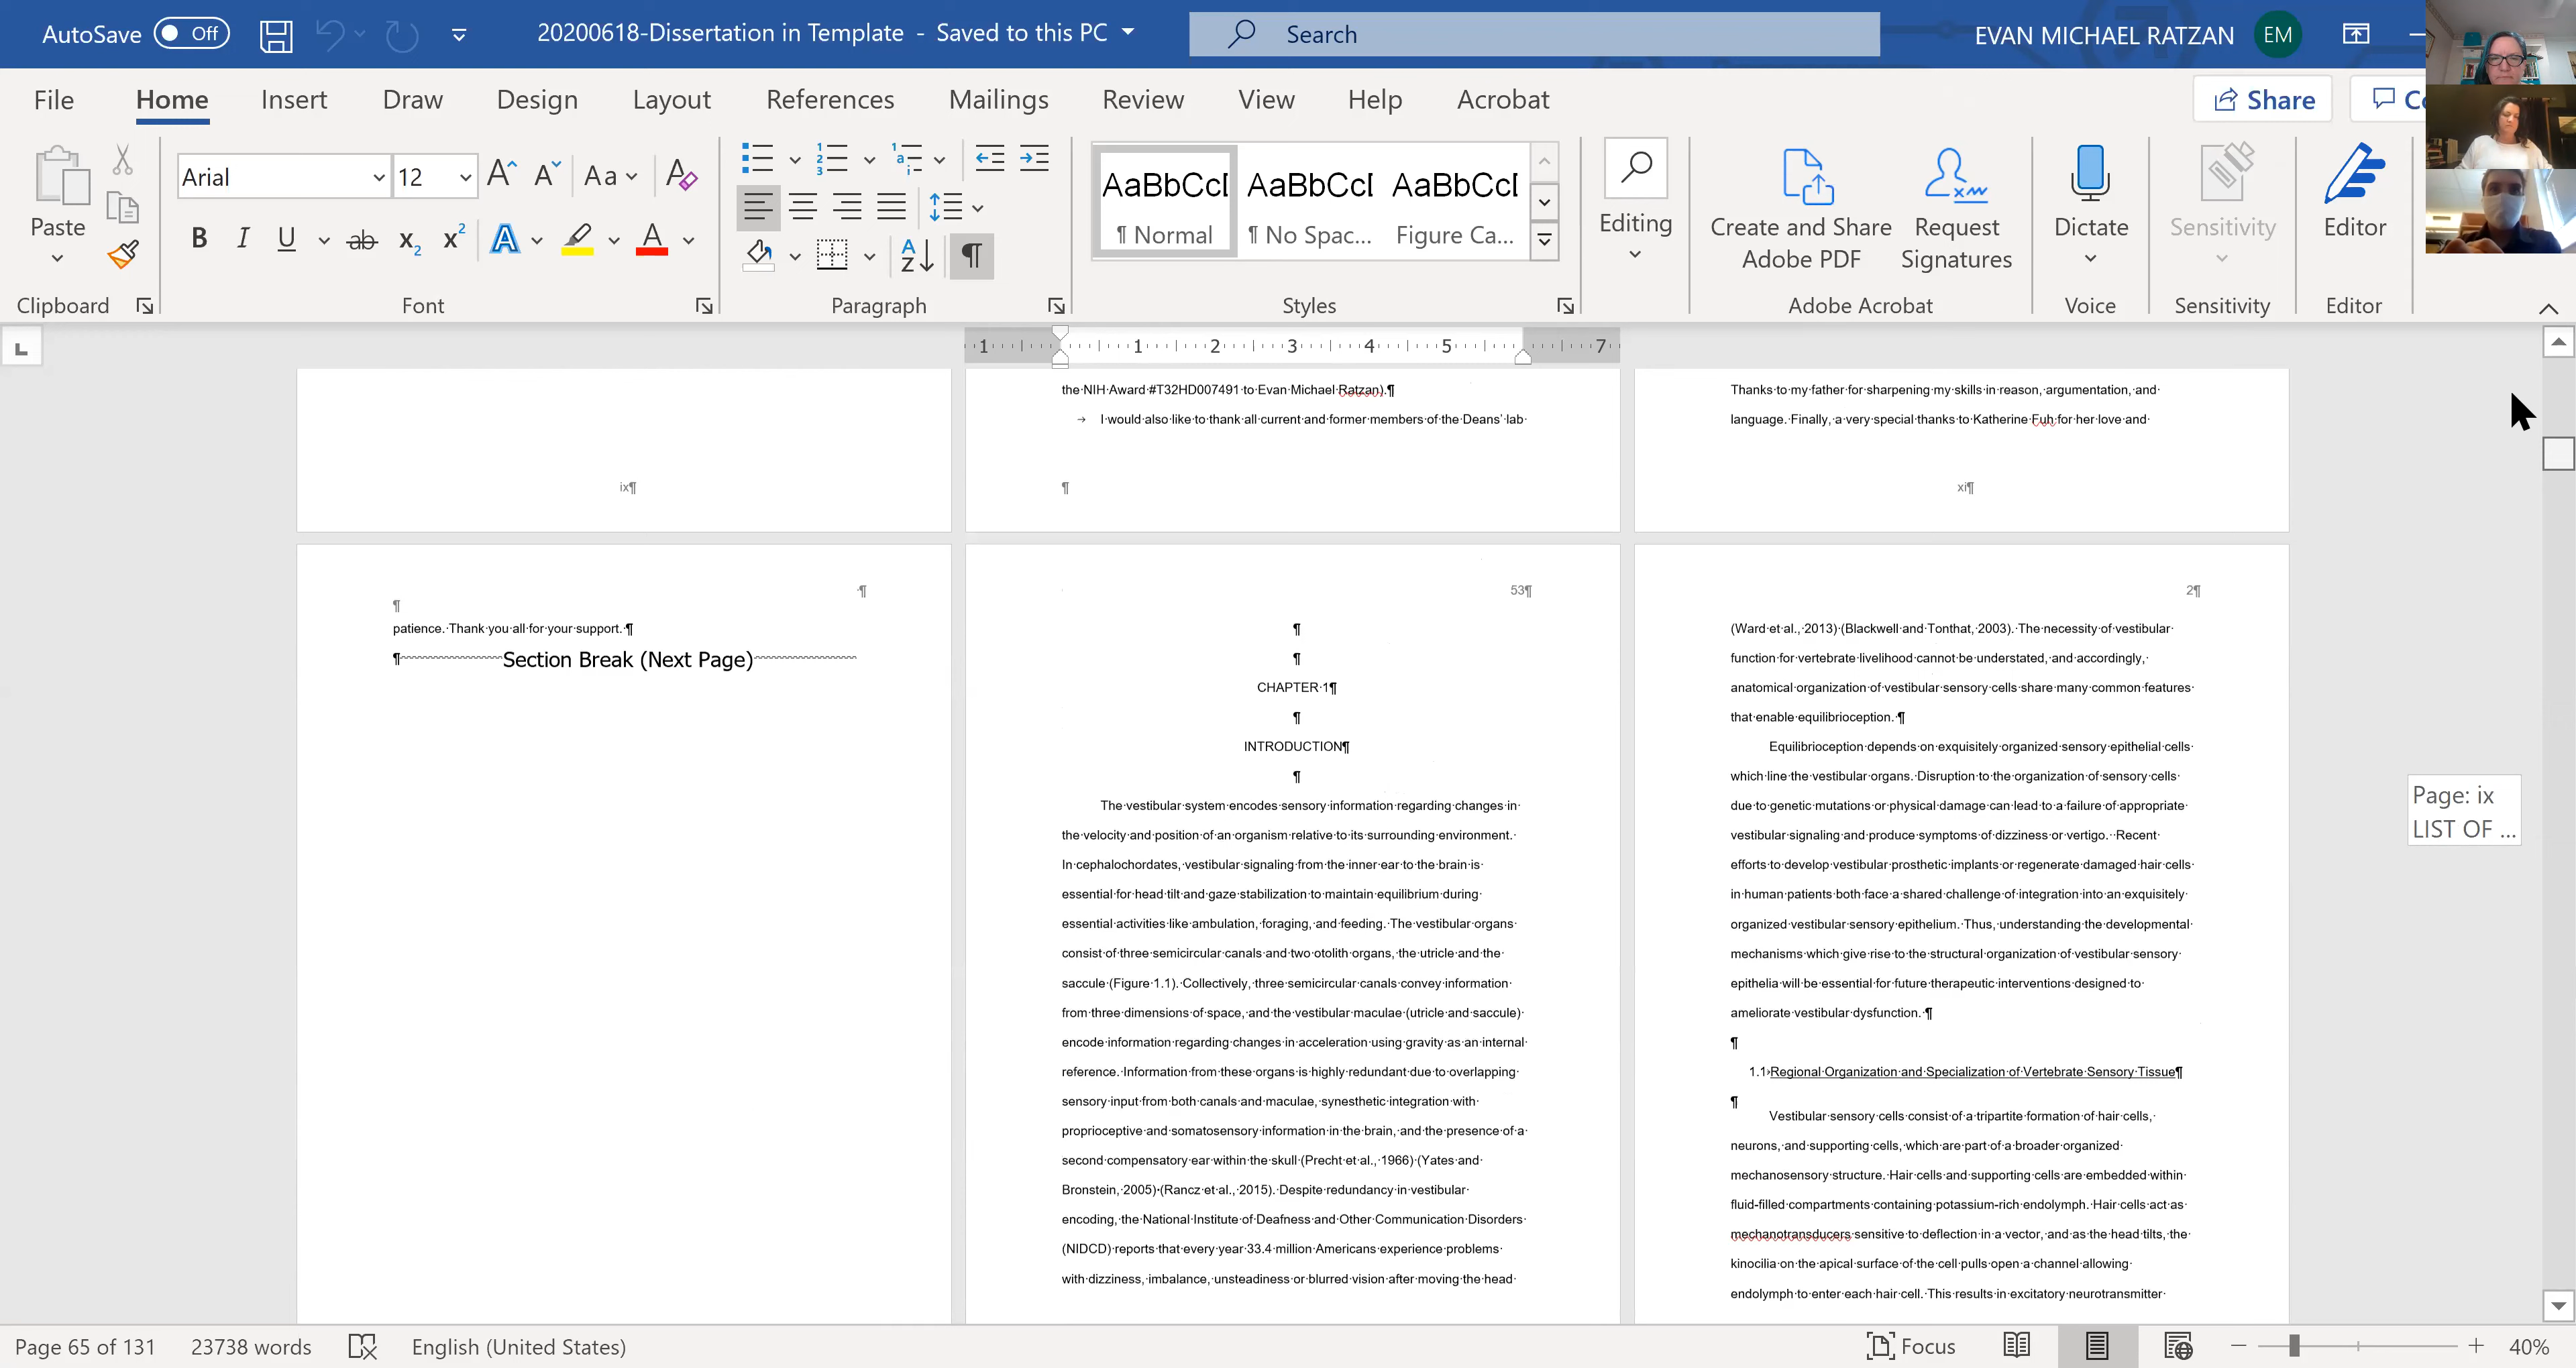 AutoSave Off 20200618-Dissertation in Template - Saved to this PC Search EVAN MICHAEL RATZAN EM
File Home Insert Draw Design Layout References Mailings Review View Help Acrobat Share
Arial 12 Aa
AaBbCcI AaBbCcI AaBbCcI
Paste B I U ab x2 x2 A A
¶ Normal ¶ No Spac... Figure Ca...
Editing
Create and Share Adobe PDF
Request Signatures
Dictate
Sensitivity
Editor
Clipboard Font Paragraph Styles Adobe Acrobat Voice Sensitivity Editor
1 1 2 3 4 5 7
the NIH Award #T32HD007491 to Evan Michael Ratzan).¶
→ I would also like to thank all current and former members of the Deans' lab
¶
Thanks to my father for sharpening my skills in reason, argumentation, and
language. Finally, a very special thanks to Katherine Fuh for her love and
ix¶
xi¶
¶
¶
patience. Thank you all for your support. ¶
¶Section Break (Next Page)
53¶
¶
¶
CHAPTER 1¶
¶
INTRODUCTION¶
¶
The vestibular system encodes sensory information regarding changes in
the velocity and position of an organism relative to its surrounding environment.
In cephalochordates, vestibular signaling from the inner ear to the brain is
essential for head tilt and gaze stabilization to maintain equilibrium during
essential activities like ambulation, foraging, and feeding. The vestibular organs
consist of three semicircular canals and two otolith organs, the utricle and the
saccule (Figure 1.1). Collectively, three semicircular canals convey information
from three dimensions of space, and the vestibular maculae (utricle and saccule)
encode information regarding changes in acceleration using gravity as an internal
reference. Information from these organs is highly redundant due to overlapping
sensory input from both canals and maculae, synesthetic integration with
proprioceptive and somatosensory information in the brain, and the presence of a
second compensatory ear within the skull (Precht et al., 1966) (Yates and
Bronstein, 2005) (Rancz et al., 2015). Despite redundancy in vestibular
encoding, the National Institute of Deafness and Other Communication Disorders
(NIDCD) reports that every year 33.4 million Americans experience problems
with dizziness, imbalance, unsteadiness or blurred vision after moving the head
2¶
(Ward et al., 2013) (Blackwell and Tonthat, 2003). The necessity of vestibular
function for vertebrate livelihood cannot be understated, and accordingly,
anatomical organization of vestibular sensory cells share many common features
that enable equilibrioception. ¶
Equilibrioception depends on exquisitely organized sensory epithelial cells
which line the vestibular organs. Disruption to the organization of sensory cells
due to genetic mutations or physical damage can lead to a failure of appropriate
vestibular signaling and produce symptoms of dizziness or vertigo. Recent
efforts to develop vestibular prosthetic implants or regenerate damaged hair cells
in human patients both face a shared challenge of integration into an exquisitely
organized vestibular sensory epithelium. Thus, understanding the developmental
mechanisms which give rise to the structural organization of vestibular sensory
epithelia will be essential for future therapeutic interventions designed to
ameliorate vestibular dysfunction. ¶
¶
1.1 Regional Organization and Specialization of Vertebrate Sensory Tissue¶
¶
Vestibular sensory cells consist of a tripartite formation of hair cells,
neurons, and supporting cells, which are part of a broader organized
mechanosensory structure. Hair cells and supporting cells are embedded within
fluid-filled compartments containing potassium-rich endolymph. Hair cells act as
mechanotransducers sensitive to deflection in a vector, and as the head tilts, the
kinocilia on the apical surface of the cell pulls open a channel allowing
endolymph to enter each hair cell. This results in excitatory neurotransmitter
Page: ix
LIST OF ...
Page 65 of 131 23738 words English (United States) Focus 40%